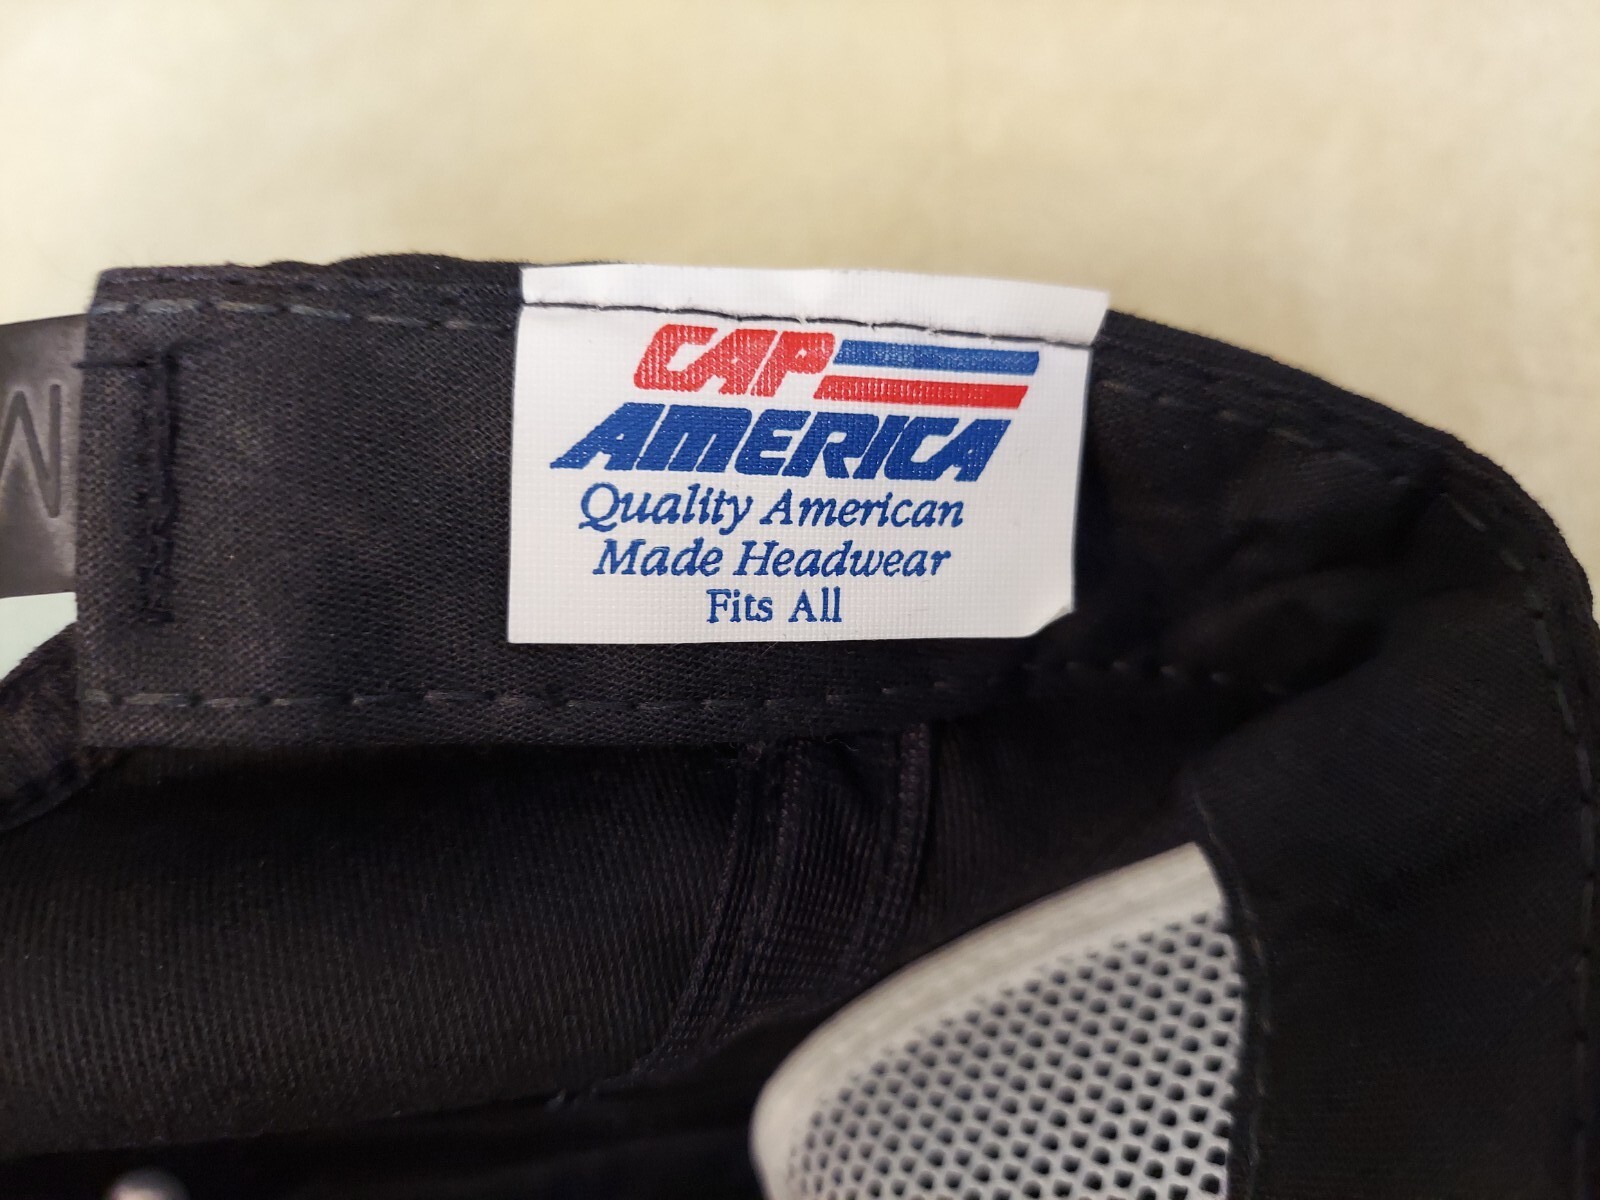 CAP
AMERICA
Quality American
Made Headwear
Fits All
M